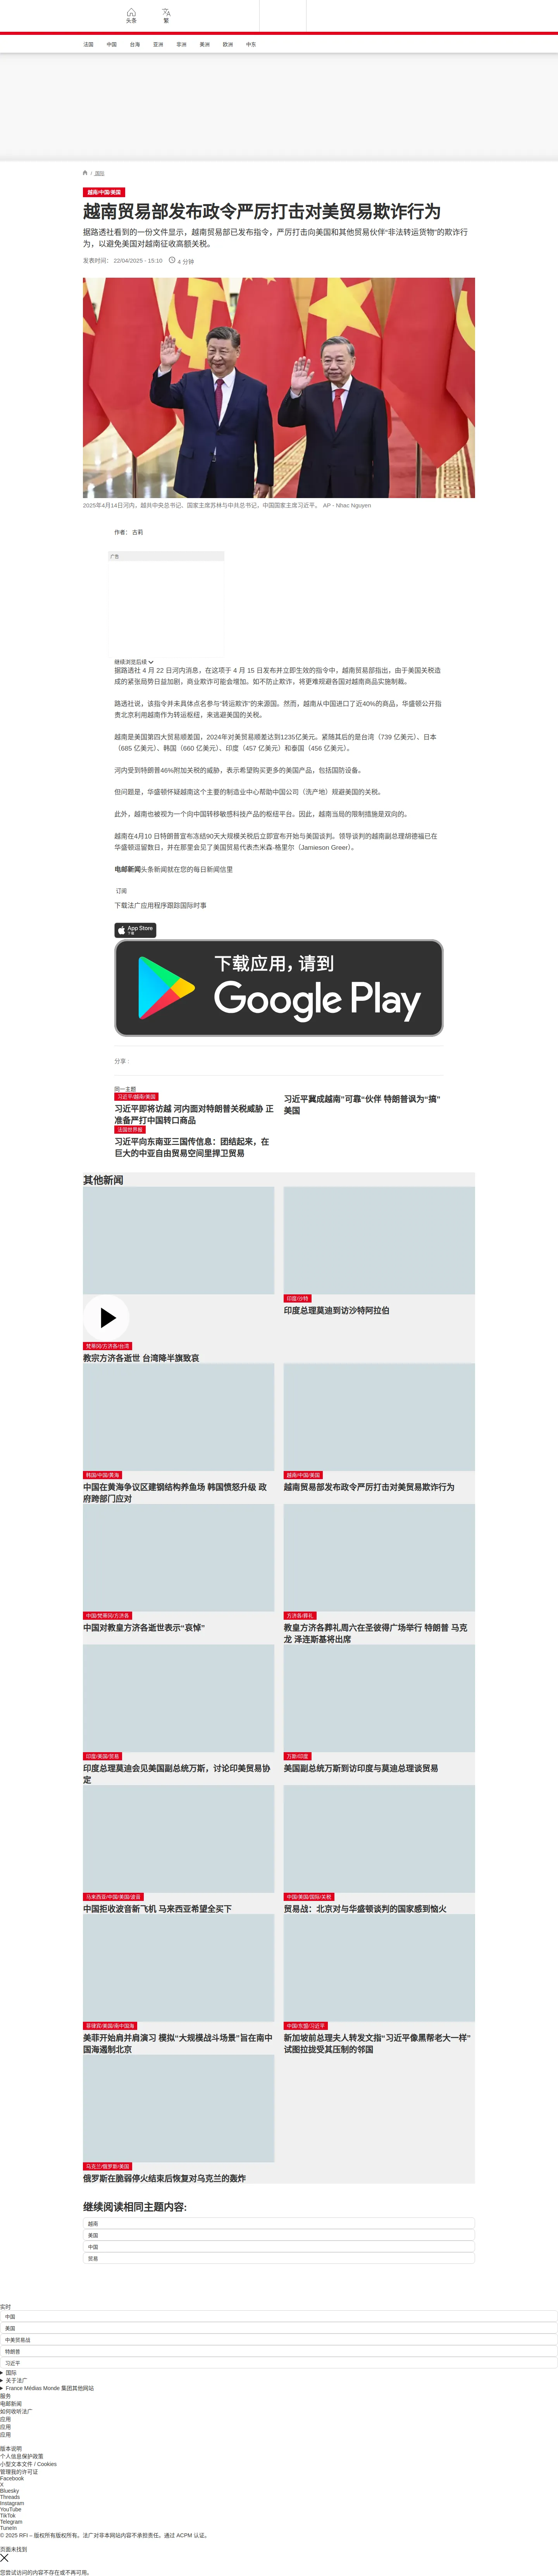 头条
繁
法国
中国
台海
亚洲
非洲
美洲
欧洲
中东
/ 国际
越南/中国/美国
越南贸易部发布政令严厉打击对美贸易欺诈行为
据路透社看到的一份文件显示，越南贸易部已发布指令，严厉打击向美国和其他贸易伙伴“非法转运货物”的欺诈行
为，以避免美国对越南征收高额关税。
发表时间： 22/04/2025 - 15:10
4 分钟
2025年4月14日河内，越共中央总书记、国家主席苏林与中共总书记、中国国家主席习近平。 AP - Nhac Nguyen
作者： 古莉
广告
继续浏览后续
据路透社 4 月 22 日河内消息，在这项于 4 月 15 日发布并立即生效的指令中，越南贸易部指出，由于美国关税造
成的紧张局势日益加剧，商业欺诈可能会增加。如不防止欺诈，将更难规避各国对越南商品实施制裁。
路透社说，该指令并未具体点名参与“转运欺诈”的来源国。然而，越南从中国进口了近40%的商品，华盛顿公开指
责北京利用越南作为转运枢纽，来逃避美国的关税。
越南是美国第四大贸易顺差国，2024年对美贸易顺差达到1235亿美元。紧随其后的是台湾（739 亿美元）、日本
（685 亿美元）、韩国（660 亿美元）、印度（457 亿美元）和泰国（456 亿美元）。
河内受到特朗普46%附加关税的威胁，表示希望购买更多的美国产品，包括国防设备。
但问题是，华盛顿怀疑越南这个主要的制造业中心帮助中国公司（洗产地）规避美国的关税。
此外，越南也被视为一个向中国转移敏感科技产品的枢纽平台。因此，越南当局的限制措施是双向的。
越南在4月10 日特朗普宣布冻结90天大规模关税后立即宣布开始与美国谈判。领导谈判的越南副总理胡德福已在
华盛顿逗留数日，并在那里会见了美国贸易代表杰米森-格里尔（Jamieson Greer）。
电邮新闻头条新闻就在您的每日新闻信里
订阅
下载法广应用程序跟踪国际时事
App Store
下载
下载应用，请到
Google Play
分享 :
同一主题
习近平/越南/美国
习近平即将访越 河内面对特朗普关税威胁 正
准备严打中国转口商品
习近平冀成越南”可靠“伙伴 特朗普讽为“搞”
美国
法国世界报
习近平向东南亚三国传信息：团结起来，在
巨大的中亚自由贸易空间里捍卫贸易
其他新闻
印度/沙特
印度总理莫迪到访沙特阿拉伯
梵蒂冈/方济各/台湾
教宗方济各逝世 台湾降半旗致哀
韩国/中国/黄海
中国在黄海争议区建钢结构养鱼场 韩国愤怒升级 政
府跨部门应对
越南/中国/美国
越南贸易部发布政令严厉打击对美贸易欺诈行为
中国/梵蒂冈/方济各
中国对教皇方济各逝世表示“哀悼”
方济各/葬礼
教皇方济各葬礼周六在圣彼得广场举行 特朗普 马克
龙 泽连斯基将出席
印度/美国/贸易
印度总理莫迪会见美国副总统万斯，讨论印美贸易协
定
万斯/印度
美国副总统万斯到访印度与莫迪总理谈贸易
马来西亚/中国/美国/波音
中国拒收波音新飞机 马来西亚希望全买下
中国/美国/国际/关税
贸易战：北京对与华盛顿谈判的国家感到恼火
菲律宾/美国/南中国海
美菲开始肩并肩演习 模拟“大规模战斗场景”旨在南中
国海遏制北京
中国/东盟/习近平
新加坡前总理夫人转发文指“习近平像黑帮老大一样”
试图拉拢受其压制的邻国
乌克兰/俄罗斯/美国
俄罗斯在脆弱停火结束后恢复对乌克兰的轰炸
继续阅读相同主题内容:
越南
美国
中国
贸易
实时
中国
美国
中美贸易战
特朗普
习近平
国际
关于法广
France Médias Monde 集团其他网站
服务
电邮新闻
如何收听法广
应用
应用
应用
版本说明
个人信息保护政策
小型文本文件 / Cookies
管理我的许可证
Facebook
X
Bluesky
Threads
Instagram
YouTube
TikTok
Telegram
TuneIn
© 2025 RFI – 版权所有版权所有。法广对非本网站内容不承担责任。通过 ACPM 认证。
页面未找到
您尝试访问的内容不存在或不再可用。